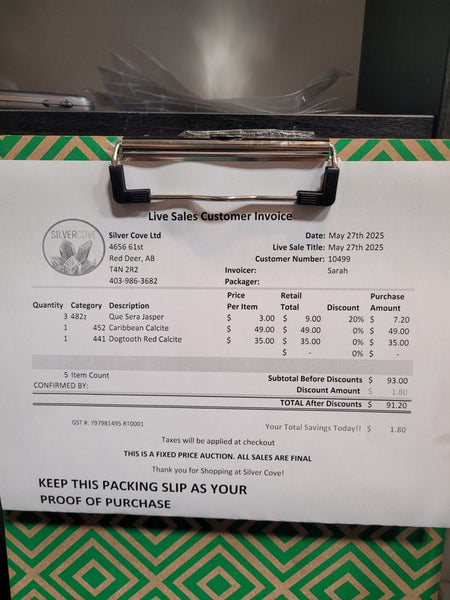 Live Sales Customer Invoice
SILVERCOVE
Silver Cove Ltd
4656 61st
Red Deer, AB
T4N 2R2
403-986-3682
Date: May 27th 2025
Live Sale Title: May 27th 2025
Customer Number: 10499
Invoicer: Sarah
Packager:
Quantity Category Description Price Per Item Retail Total Discount Purchase Amount
3 482z Que Sera Jasper $ 3.00 $ 9.00 20% $ 7.20
1 452 Caribbean Calcite $ 49.00 $ 49.00 0% $ 49.00
1 441 Dogtooth Red Calcite $ 35.00 $ 35.00 0% $ 35.00
$ - 0% $ -
5 Item Count
CONFIRMED BY:
Subtotal Before Discounts $ 93.00
Discount Amount $ 1.80
TOTAL After Discounts $ 91.20
GST #: 797981495 RT0001
Your Total Savings Today!! $ 1.80
Taxes will be applied at checkout
THIS IS A FIXED PRICE AUCTION. ALL SALES ARE FINAL
Thank you for Shopping at Silver Cove!
KEEP THIS PACKING SLIP AS YOUR
PROOF OF PURCHASE